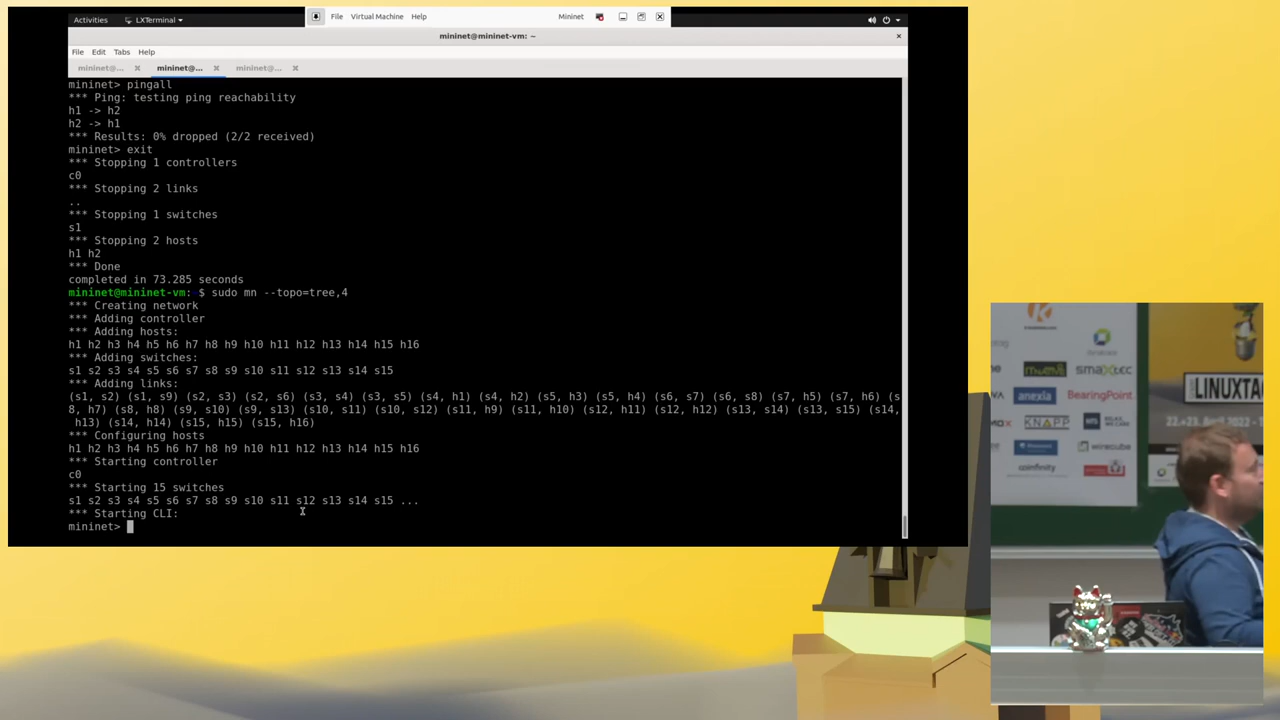 Activities LXTerminal
File Virtual Machine Help Mininet
mininet@mininet-vm: ~
File Edit Tabs Help
mininet@... mininet@... mininet@...
mininet> pingall
*** Ping: testing ping reachability
h1 -> h2
h2 -> h1
*** Results: 0% dropped (2/2 received)
mininet> exit
*** Stopping 1 controllers
c0
*** Stopping 2 links
..
*** Stopping 1 switches
s1
*** Stopping 2 hosts
h1 h2
*** Done
completed in 73.285 seconds
mininet@mininet-vm: $ sudo mn --topo=tree,4
*** Creating network
*** Adding controller
*** Adding hosts:
h1 h2 h3 h4 h5 h6 h7 h8 h9 h10 h11 h12 h13 h14 h15 h16
*** Adding switches:
s1 s2 s3 s4 s5 s6 s7 s8 s9 s10 s11 s12 s13 s14 s15
*** Adding links:
(s1, s2) (s1, s9) (s2, s3) (s2, s6) (s3, s4) (s3, s5) (s4, h1) (s4, h2) (s5, h3) (s5, h4) (s6, s7) (s6, s8) (s7, h5) (s7, h6) (s
8, h7) (s8, h8) (s9, s10) (s9, s13) (s10, s11) (s10, s12) (s11, h9) (s11, h10) (s12, h11) (s12, h12) (s13, s14) (s13, s15) (s14,
h13) (s14, h14) (s15, h15) (s15, h16)
*** Configuring hosts
h1 h2 h3 h4 h5 h6 h7 h8 h9 h10 h11 h12 h13 h14 h15 h16
*** Starting controller
c0
*** Starting 15 switches
s1 s2 s3 s4 s5 s6 s7 s8 s9 s10 s11 s12 s13 s14 s15 ...
*** Starting CLI:
mininet>
LINUXTA
anexia BearingPoint
KNAPP NTS wirecube
coinfinity